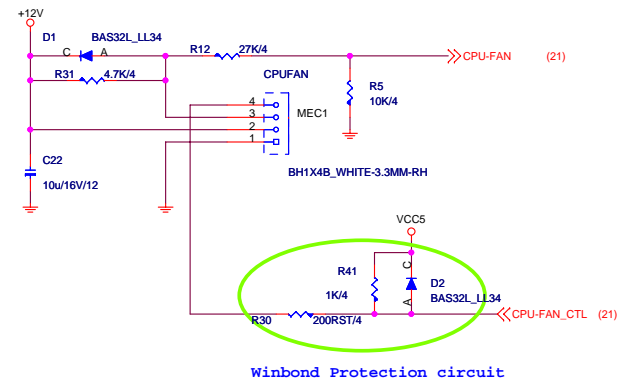 +12V
D1
BAS32L_LL34
C
A
R12
27K/4
CPU-FAN
(21)
R31
4.7K/4
CPUFAN
R5
10K/4
4
3
2
1
MEC1
C22
10u/16V/12
BH1X4B_WHITE-3.3MM-RH
VCC5
R41
1K/4
C
A
D2
BAS32L_LL34
R30
200RST/4
CPU-FAN_CTL
(21)
Winbond Protection circuit